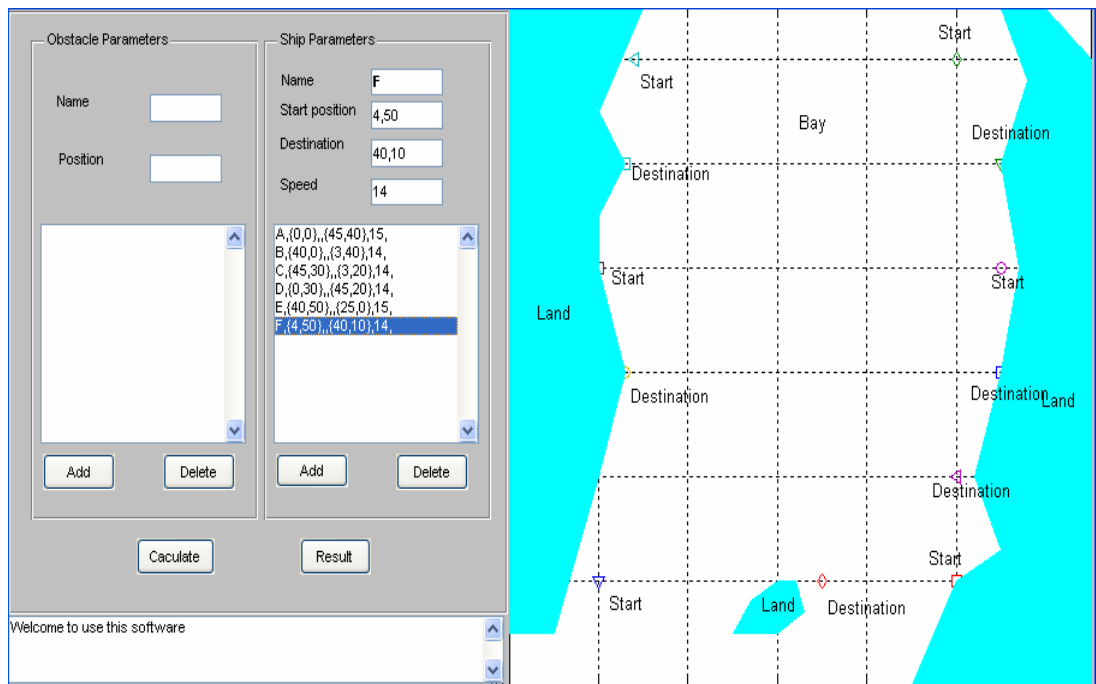 Obstacle Parameters
Name
Position
Add
Delete
Ship Parameters
Name
F
Start position
4,50
Destination
40,10
Speed
14
A,{0,0},,{45,40},15,
B,{40,0},,{3,40},14,
C,{45,30},,{3,20},14,
D,{0,30},,{45,20},14,
E,{40,50},,{25,0},15,
F,{4,50},,{40,10},14,
Add
Delete
Caculate
Result
Welcome to use this software
Start
Start
Bay
Destination
Destination
Start
Start
Land
Destination
Destination
Land
Destination
Start
Start
Land
Destination